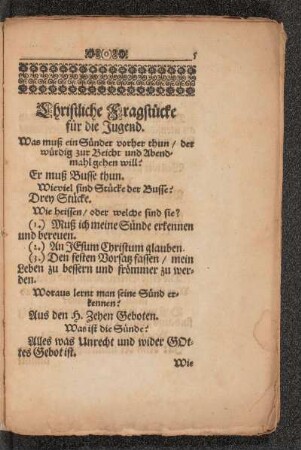 (o) 5
Christliche Fragstücke
für die Jugend.
Was muß ein Sünder vorher thun / der
würdig zur Beicht und Abend-
mahl gehen will?
Er muß Busse thun.
Wieviel sind Stücke der Busse?
Drey Stücke.
Wie heissen / oder welche sind sie?
(1.) Muß ich meine Sünde erkennen
und bereuen.
(2.) An JEsum Christum glauben.
(3.) Den festen Vorsatz fassen / mein
Leben zu bessern und frömmer zu wer-
den.
Woraus lernt man seine Sünd er-
kennen?
Aus den H. Zehen Geboten.
Was ist die Sünde?
Alles was Unrecht und wider GOt-
tes Gebot ist.
Wie